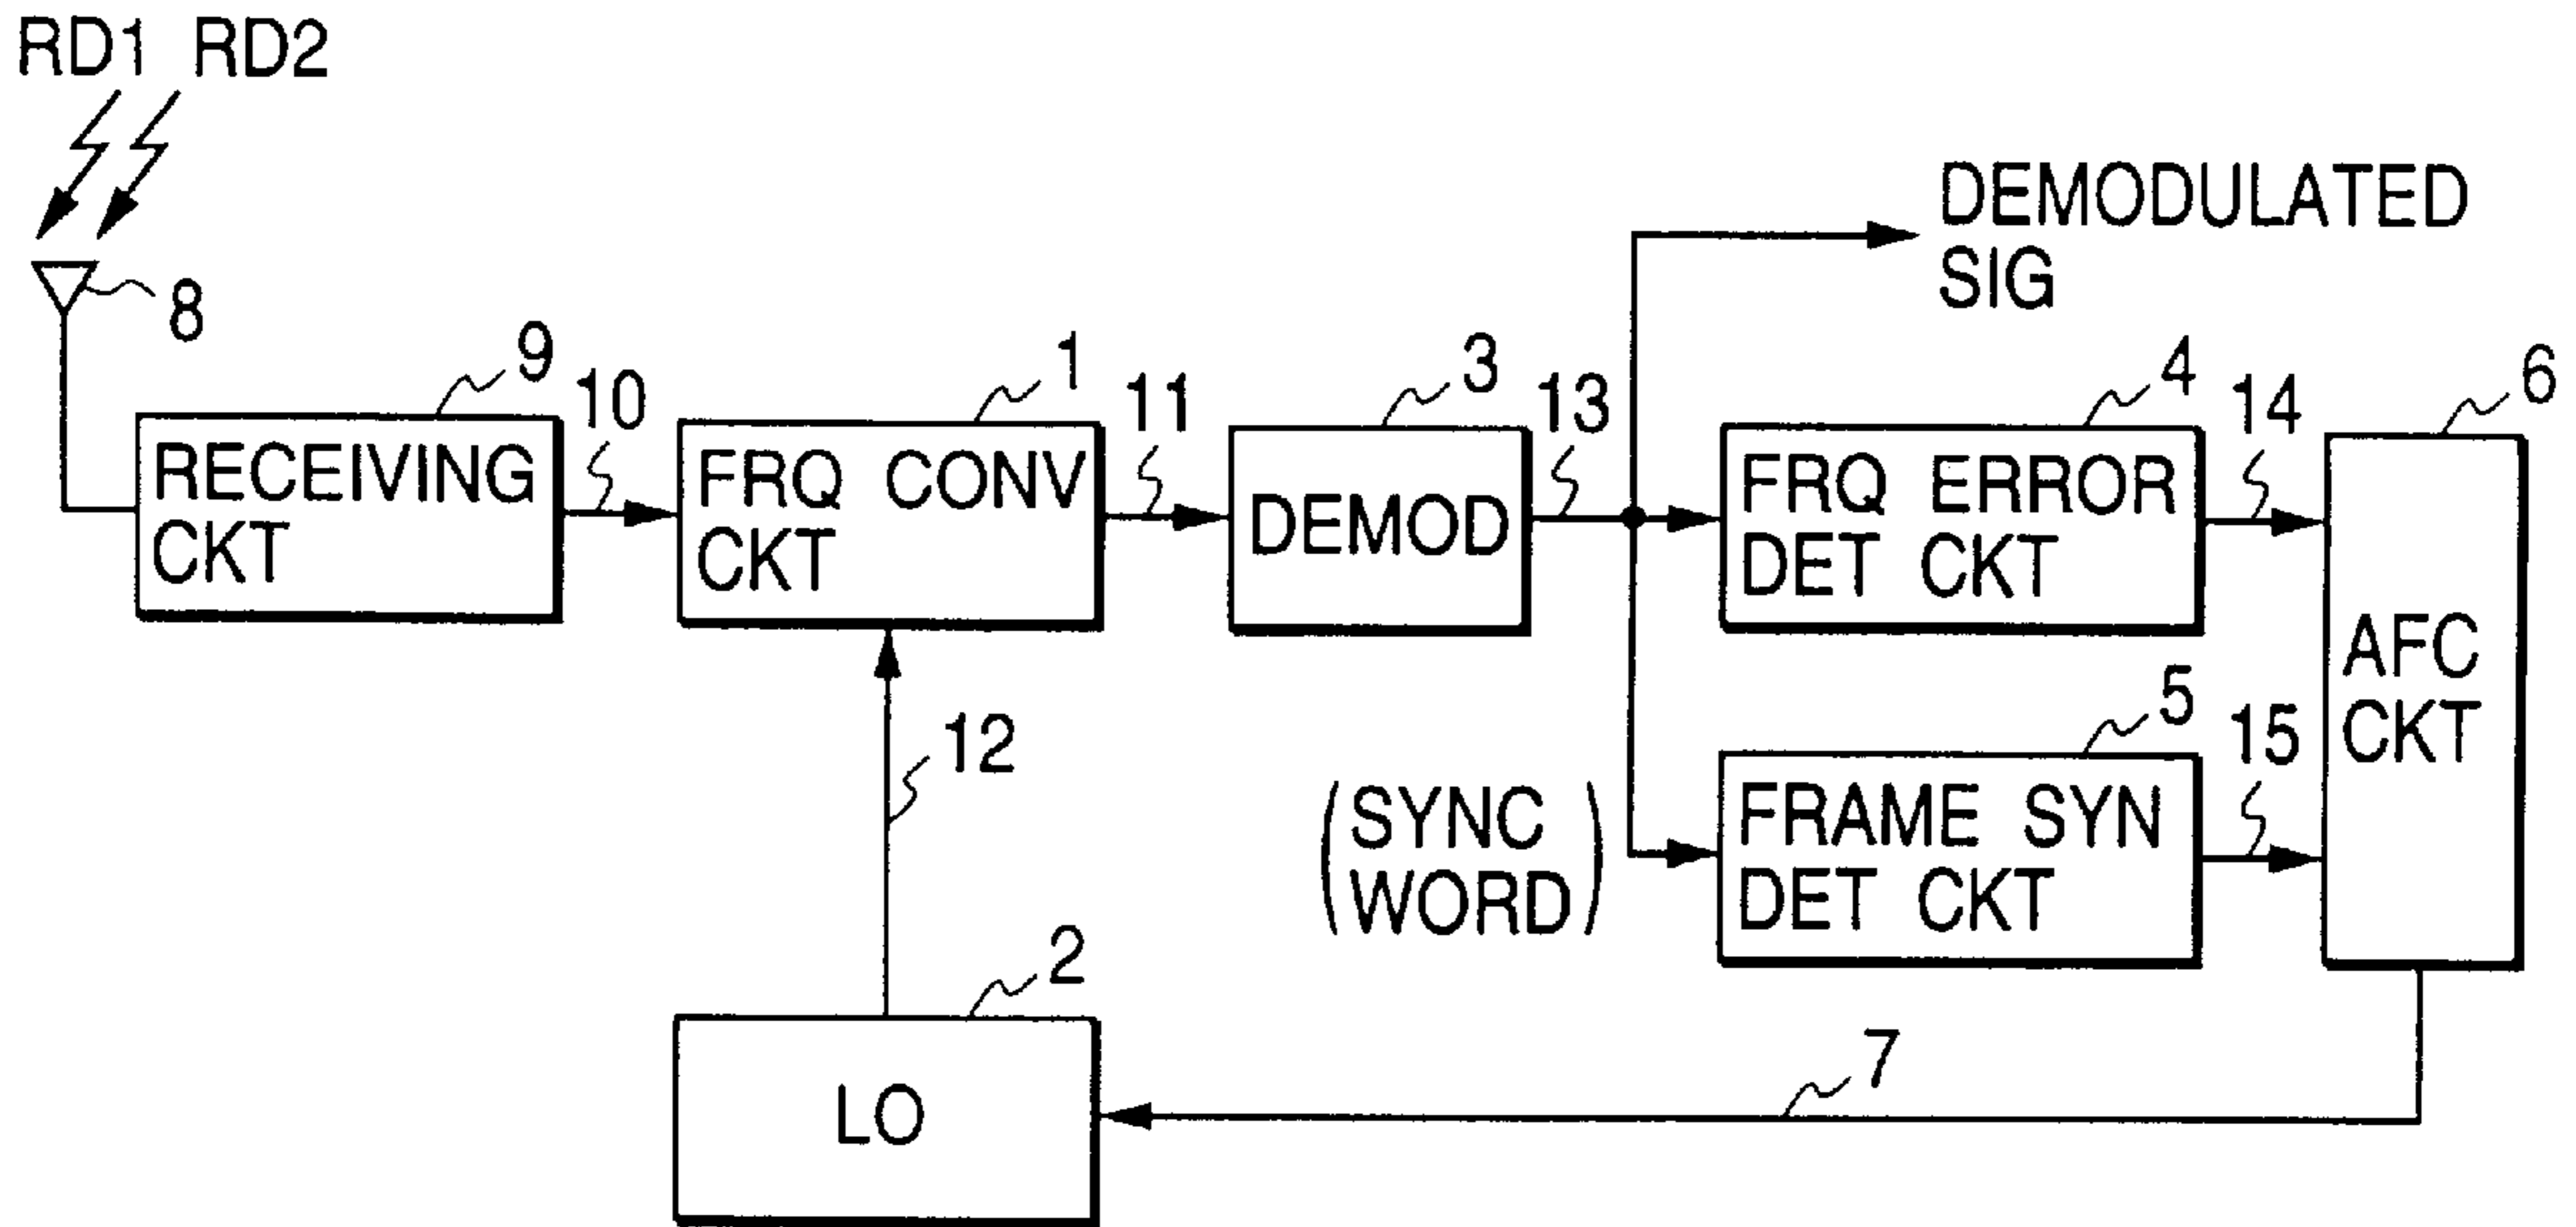 RD1 RD2
DEMODULATED
SIG
8
9
10
1
11
3
13
4
14
6
RECEIVING
CKT
FRQ CONV
CKT
DEMOD
FRQ ERROR
DET CKT
AFC
CKT
12
5
15
(SYNC
WORD)
FRAME SYN
DET CKT
2
LO
7